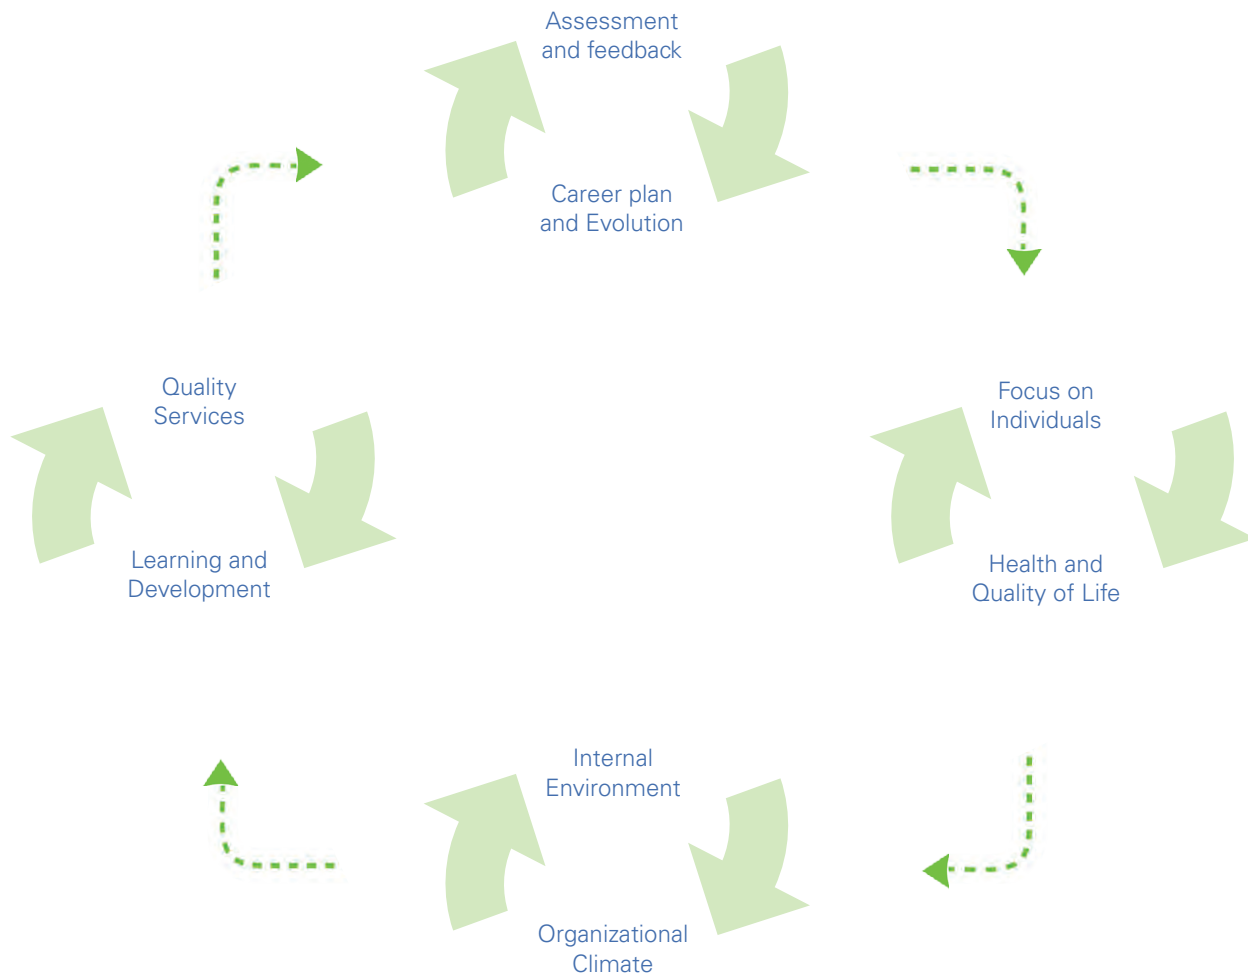 Assessment
and feedback
Career plan
and Evolution
Quality
Services
Learning and
Development
Focus on
Individuals
Health and
Quality of Life
Internal
Environment
Organizational
Climate